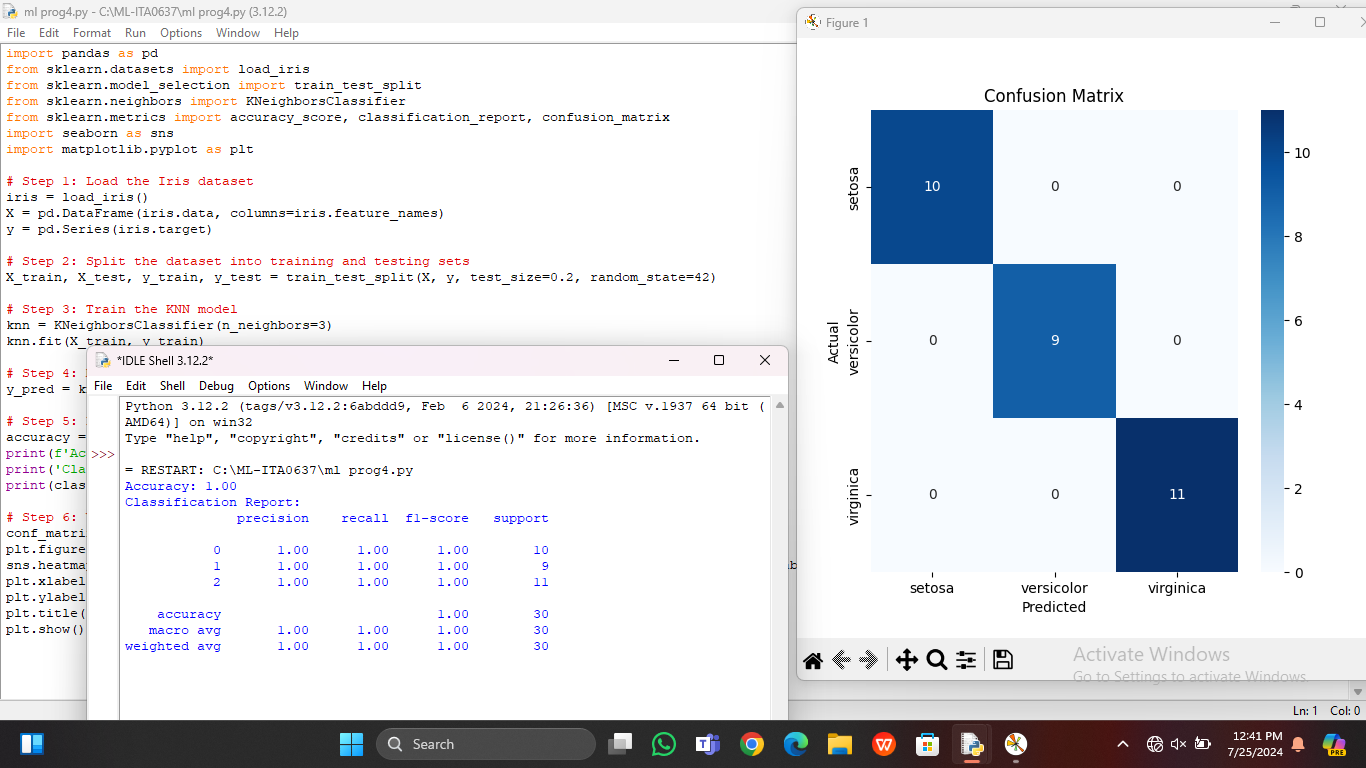 ml prog4.py - C:\ML-ITA0637\ml prog4.py (3.12.2)
File Edit Format Run Options Window Help
import pandas as pd
from sklearn.datasets import load_iris
from sklearn.model_selection import train_test_split
from sklearn.neighbors import KNeighborsClassifier
from sklearn.metrics import accuracy_score, classification_report, confusion_matrix
import seaborn as sns
import matplotlib.pyplot as plt
# Step 1: Load the Iris dataset
iris = load_iris()
X = pd.DataFrame(iris.data, columns=iris.feature_names)
y = pd.Series(iris.target)
# Step 2: Split the dataset into training and testing sets
X_train, X_test, y_train, y_test = train_test_split(X, y, test_size=0.2, random_state=42)
# Step 3: Train the KNN model
knn = KNeighborsClassifier(n_neighbors=3)
knn.fit(X_train, y_train)
# Step 4:
y_pred = k
# Step 5:
accuracy =
print(f'Ac
print('Cla
print(clas
# Step 6:
conf_matri
plt.figure
sns.heatma
plt.xlabel
plt.ylabel
plt.title(
plt.show()
*IDLE Shell 3.12.2*
File Edit Shell Debug Options Window Help
Python 3.12.2 (tags/v3.12.2:6abddd9, Feb  6 2024, 21:26:36) [MSC v.1937 64 bit (
AMD64)] on win32
Type "help", "copyright", "credits" or "license()" for more information.
>>>
= RESTART: C:\ML-ITA0637\ml prog4.py
Accuracy: 1.00
Classification Report:
precision recall f1-score support
0 1.00 1.00 1.00 10
1 1.00 1.00 1.00 9
2 1.00 1.00 1.00 11
accuracy 1.00 30
macro avg 1.00 1.00 1.00 30
weighted avg 1.00 1.00 1.00 30
Figure 1
Confusion Matrix
setosa
10 0 0
Actual
versicolor
0 9 0
virginica
0 0 11
setosa versicolor virginica
Predicted
10
8
6
4
2
0
Activate Windows
Go to Settings to activate Windows.
Ln: 1 Col: 0
Search
12:41 PM
7/25/2024
PRE